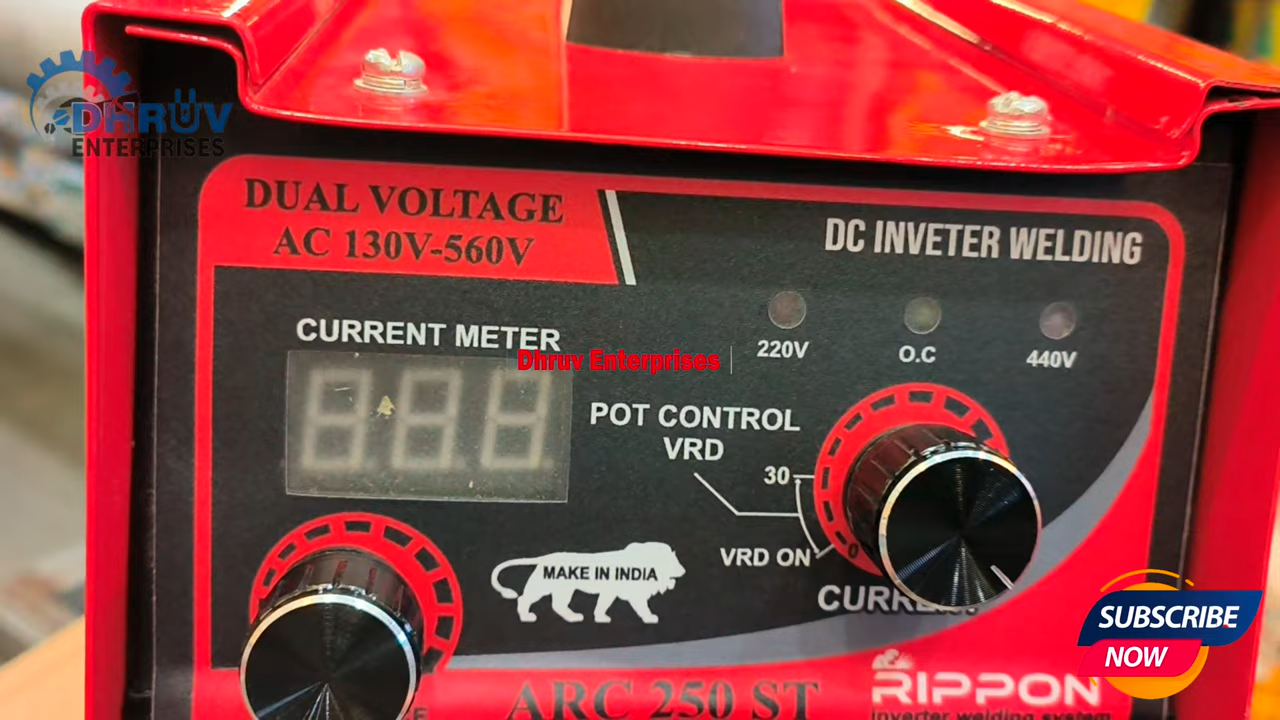 DHRUV
ENTERPRISES
DUAL VOLTAGE
AC 130V-560V
DC INVETER WELDING
CURRENT METER
220V
O.C
440V
Dhruv Enterprises
POT CONTROL
VRD
30
VRD ON
0
MAKE IN INDIA
SUBSCRIBE
NOW
ARC 250 ST
RIPPON
inverter welding system